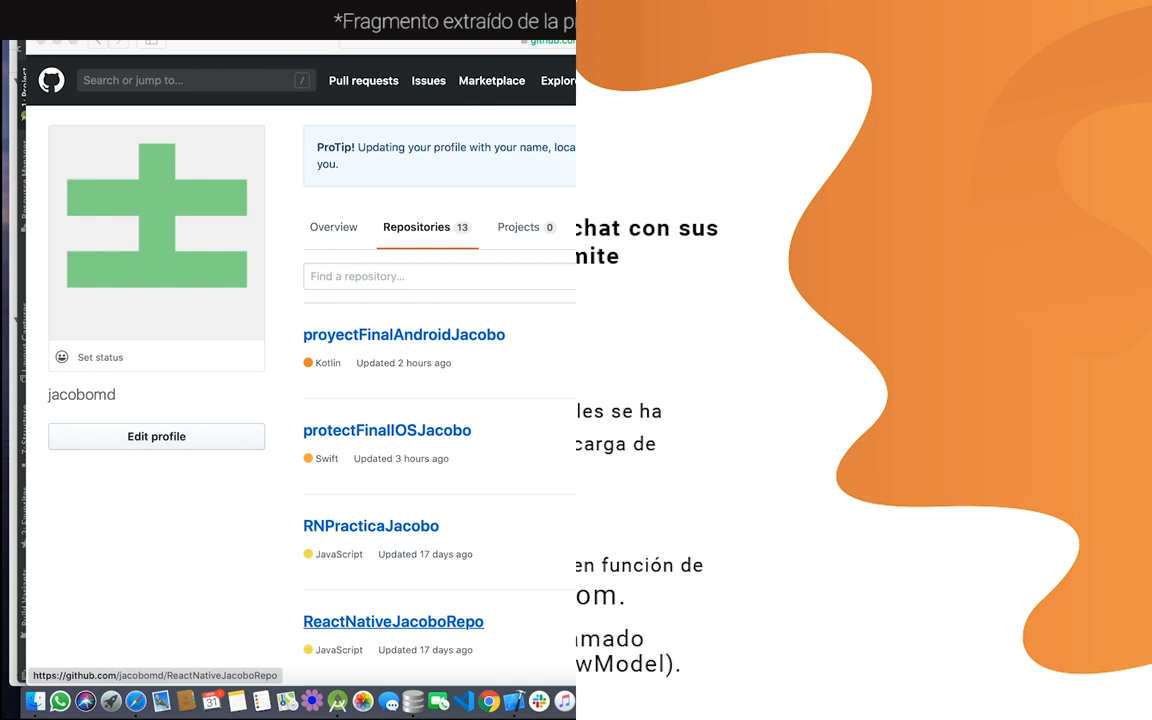 *Fragmento extraído de la
github.co
Search or jump to...
/
Pull requests
Issues
Marketplace
Explor
ProTip! Updating your profile with your name, loca
you.
Overview
Repositories 13
Projects 0
chat con sus
mite
Find a repository...
proyectFinalAndroidJacobo
Kotlin
Updated 2 hours ago
Set status
jacobomd
les se ha
Edit profile
protectFinalIOSJacobo
carga de
Swift
Updated 3 hours ago
RNPracticaJacobo
JavaScript
Updated 17 days ago
en función de
om.
ReactNativeJacoboRepo
amado
JavaScript
Updated 17 days ago
wModel).
https://github.com/jacobomd/ReactNativeJacoboRepo
31